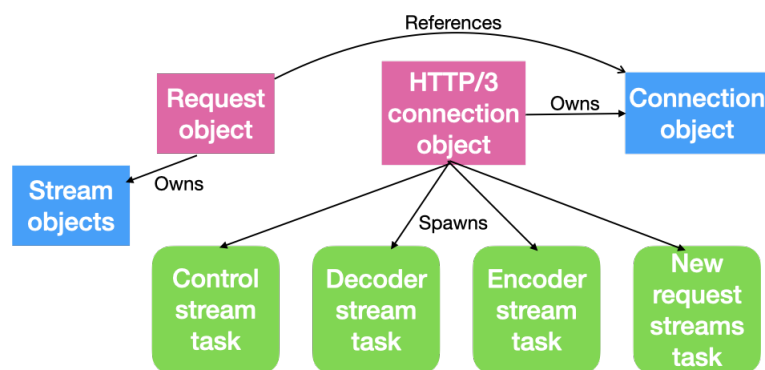 References
Request
object
HTTP/3
connection
object
Owns
Connection
object
Stream
objects
Owns
Spawns
Control
stream
task
Decoder
stream
task
Encoder
stream
task
New
request
streams
task